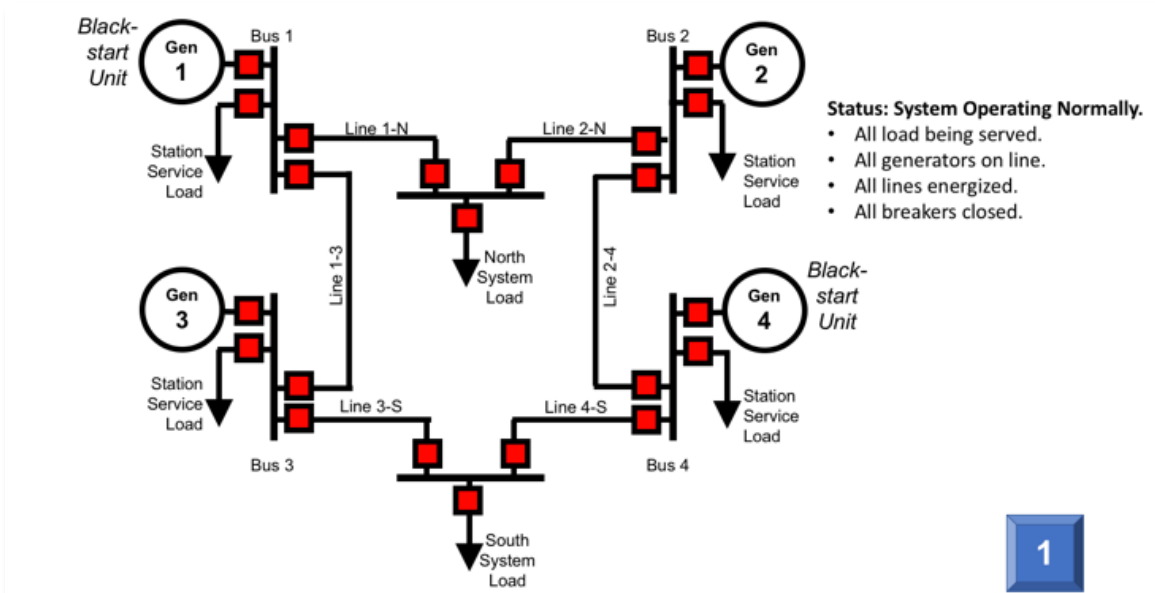 Black-
start
Unit
Gen
1
Bus 1
Bus 2
Gen
2
Status: System Operating Normally.
• All load being served.
• All generators on line.
• All lines energized.
• All breakers closed.
Line 1-N
Line 2-N
Station
Service
Load
Station
Service
Load
North
System
Load
Line 1-3
Line 2-4
Gen
3
Gen
4
Black-
start
Unit
Station
Service
Load
Station
Service
Load
Line 3-S
Line 4-S
Bus 3
Bus 4
South
System
Load
1